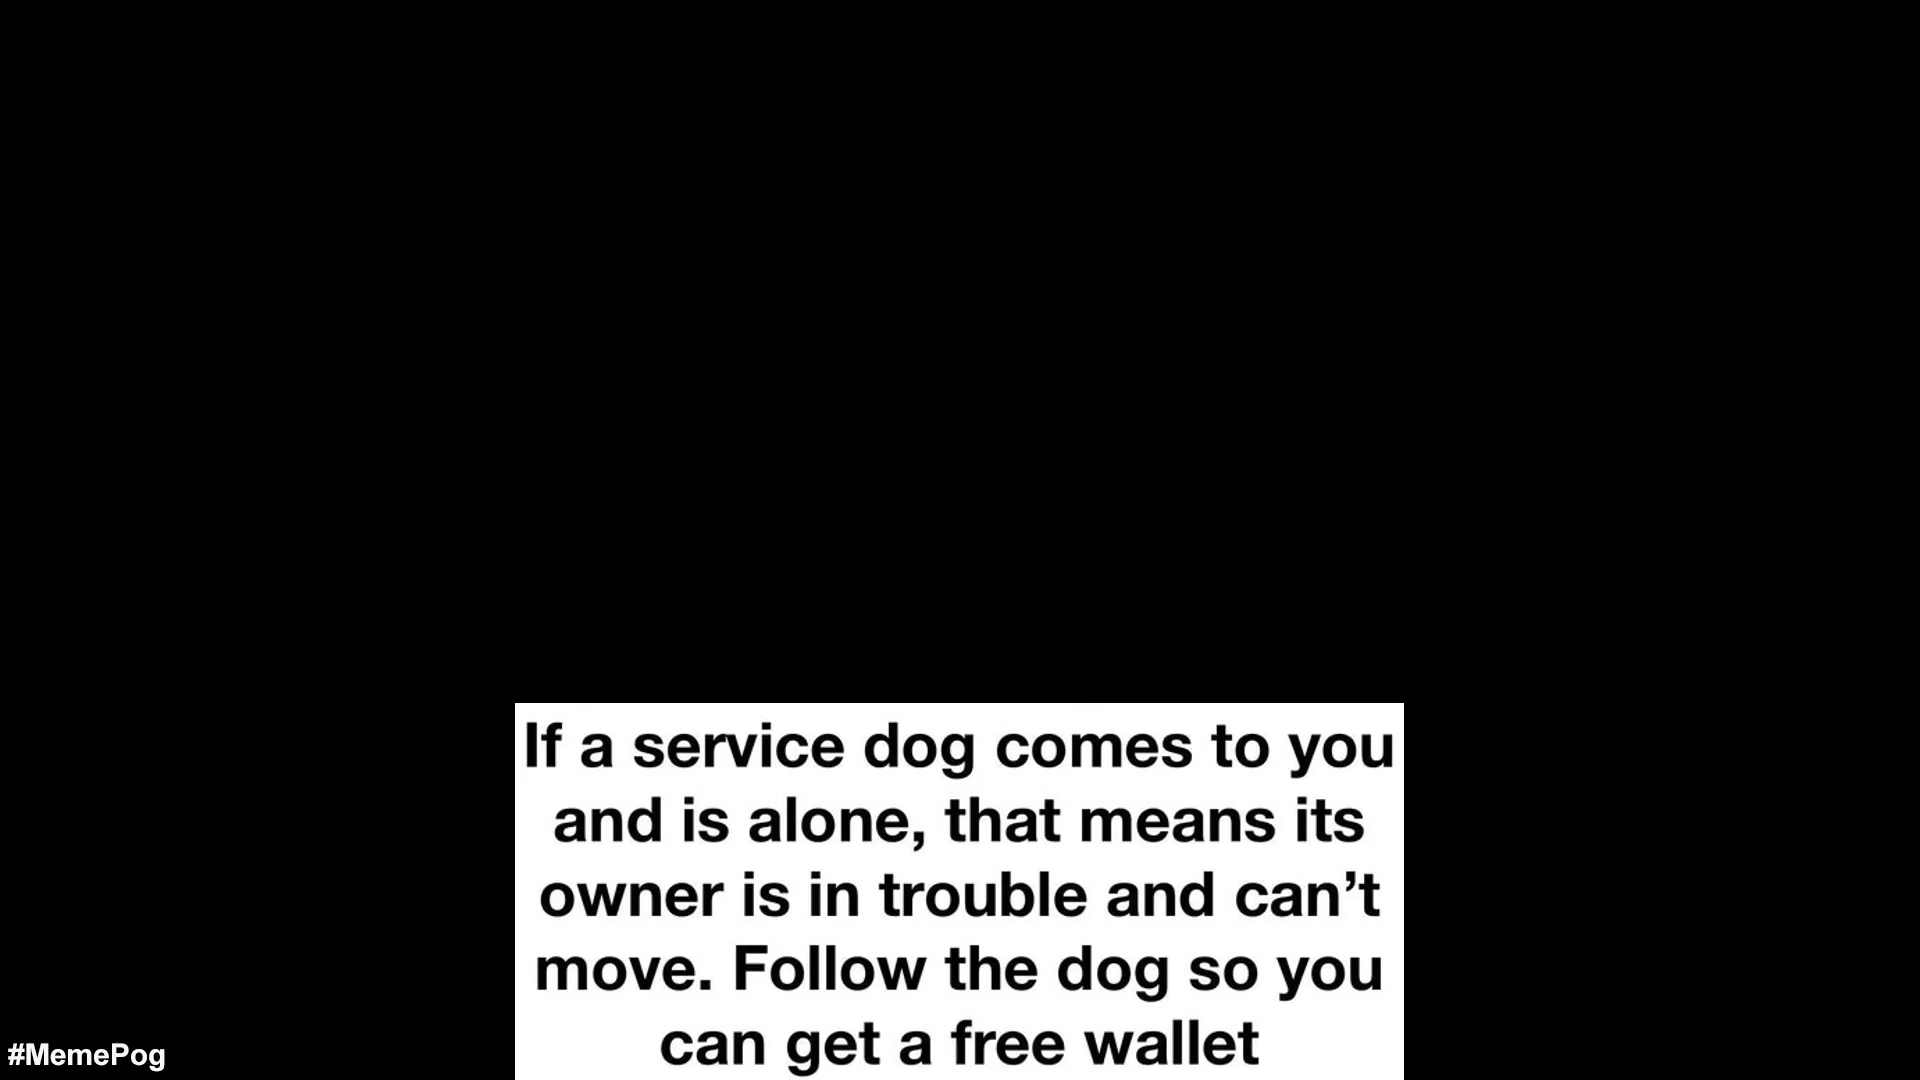 If a service dog comes to you
and is alone, that means its
owner is in trouble and can’t
move. Follow the dog so you
can get a free wallet
#MemePog